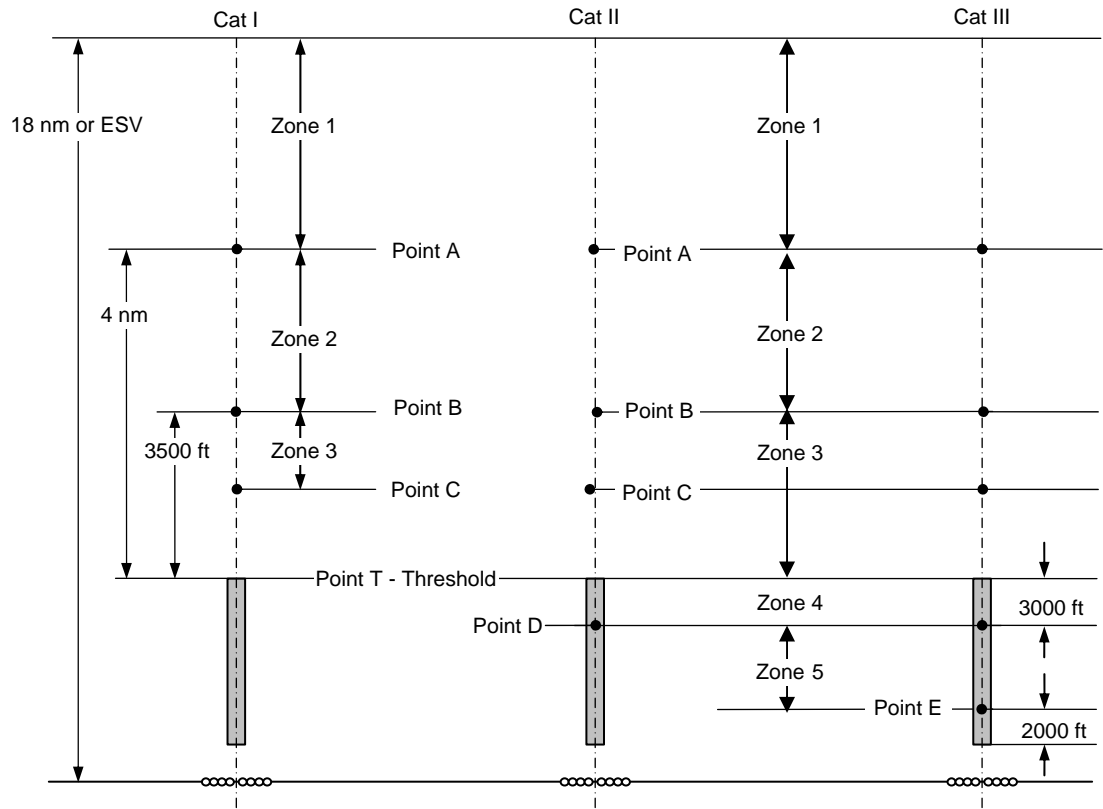 Cat I
Cat II
Cat III
18 nm or ESV
Zone 1
Zone 1
Point A
Point A
4 nm
Zone 2
Zone 2
Point B
Point B
3500 ft
Zone 3
Zone 3
Point C
Point C
Point T - Threshold
Zone 4
3000 ft
Point D
Zone 5
Point E
2000 ft